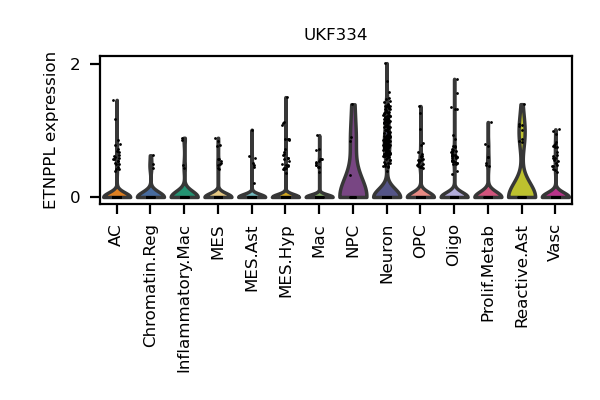 UKF334
ETNPPL expression
2
0
AC
Chromatin.Reg
Inflammatory.Mac
MES
MES.Ast
MES.Hyp
Mac
NPC
Neuron
OPC
Oligo
Prolif.Metab
Reactive.Ast
Vasc